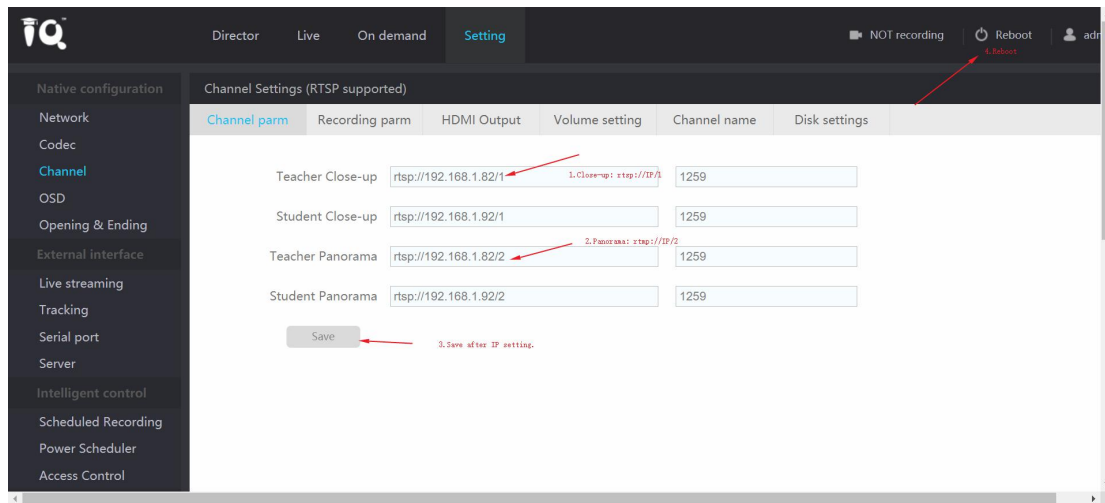 IQ
Director Live On demand Setting NOT recording Reboot adn
4.Reboot
Native configuration
Channel Settings (RTSP supported)
Network
Channel parm Recording parm HDMI Output Volume setting Channel name Disk settings
Codec
Channel
Teacher Close-up rtsp://192.168.1.82/1 1.Close-up: rtsp://IP/1 1259
OSD
Student Close-up rtsp://192.168.1.92/1 1259
Opening & Ending
2.Panorama: rtmp://IP/2
External interface
Teacher Panorama rtsp://192.168.1.82/2 1259
Live streaming
Student Panorama rtsp://192.168.1.92/2 1259
Tracking
Serial port
Save 3.Save after IP setting.
Server
Intelligent control
Scheduled Recording
Power Scheduler
Access Control